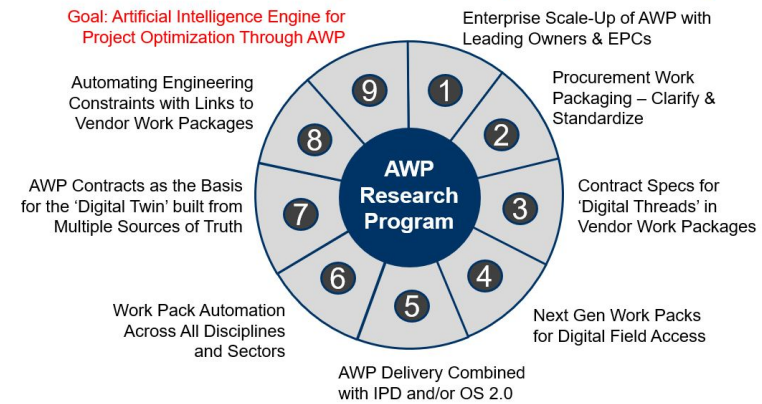 Goal: Artificial Intelligence Engine for
Project Optimization Through AWP
Enterprise Scale-Up of AWP with
Leading Owners & EPCs
Automating Engineering
Constraints with Links to
Vendor Work Packages
Procurement Work
Packaging – Clarify &
Standardize
AWP Contracts as the Basis
for the ‘Digital Twin’ built from
Multiple Sources of Truth
Contract Specs for
‘Digital Threads’ in
Vendor Work Packages
Work Pack Automation
Across All Disciplines
and Sectors
Next Gen Work Packs
for Digital Field Access
AWP Delivery Combined
with IPD and/or OS 2.0
AWP
Research
Program
1
2
3
4
5
6
7
8
9